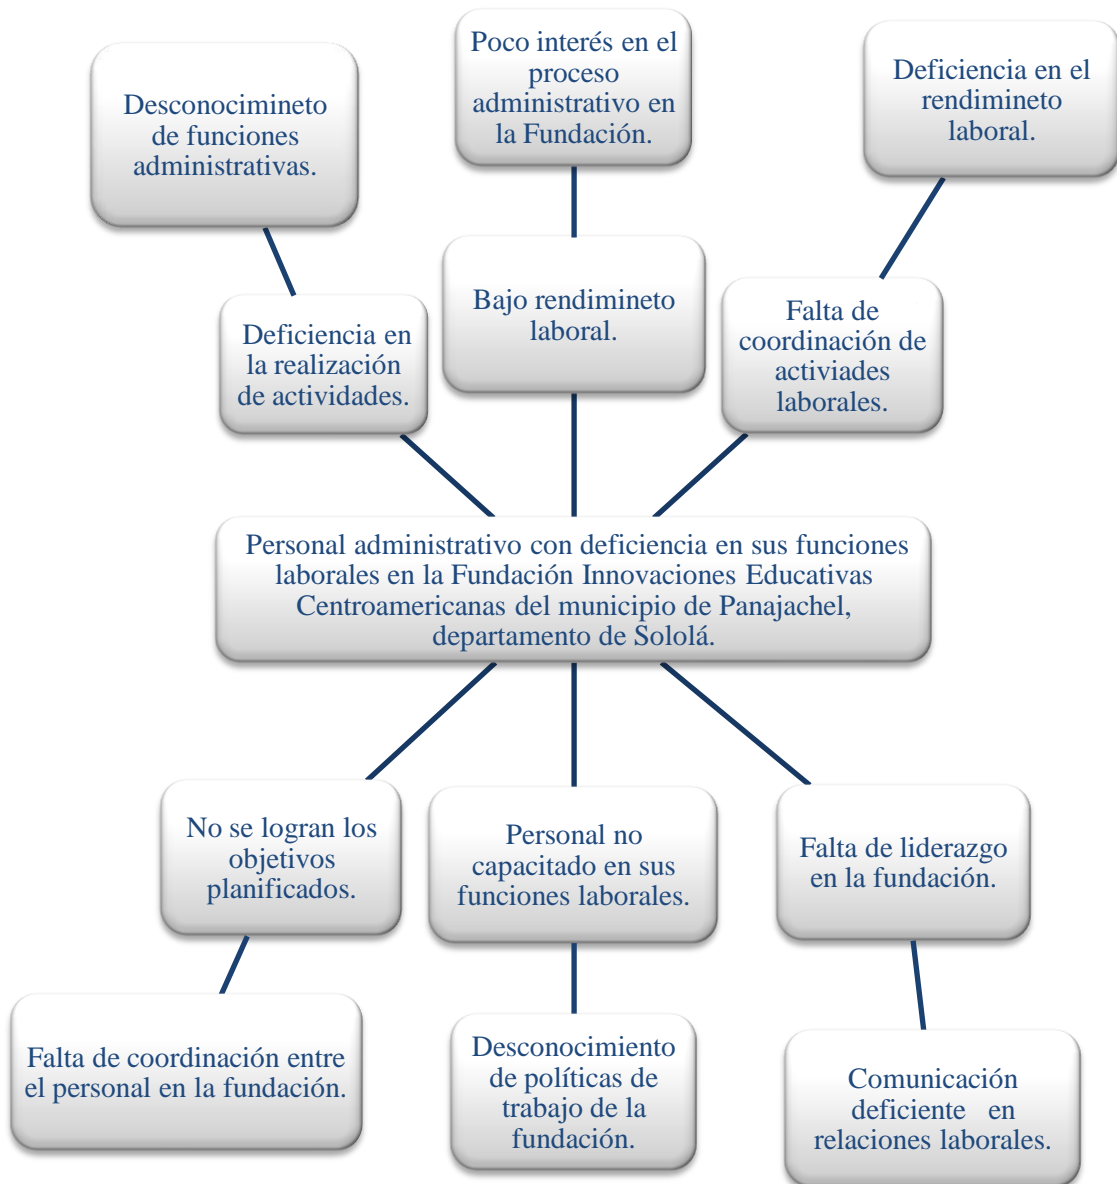 Desconocimineto
de funciones
administrativas.
Poco interés en el
proceso
administrativo en
la Fundación.
Deficiencia en el
rendimineto
laboral.
Deficiencia en
la realización
de actividades.
Bajo rendimineto
laboral.
Falta de
coordinación de
activiades
laborales.
Personal administrativo con deficiencia en sus funciones
laborales en la Fundación Innovaciones Educativas
Centroamericanas del municipio de Panajachel,
departamento de Sololá.
No se logran los
objetivos
planificados.
Personal no
capacitado en sus
funciones laborales.
Falta de liderazgo
en la fundación.
Falta de coordinación entre
el personal en la fundación.
Desconocimiento
de políticas de
trabajo de la
fundación.
Comunicación
deficiente en
relaciones laborales.